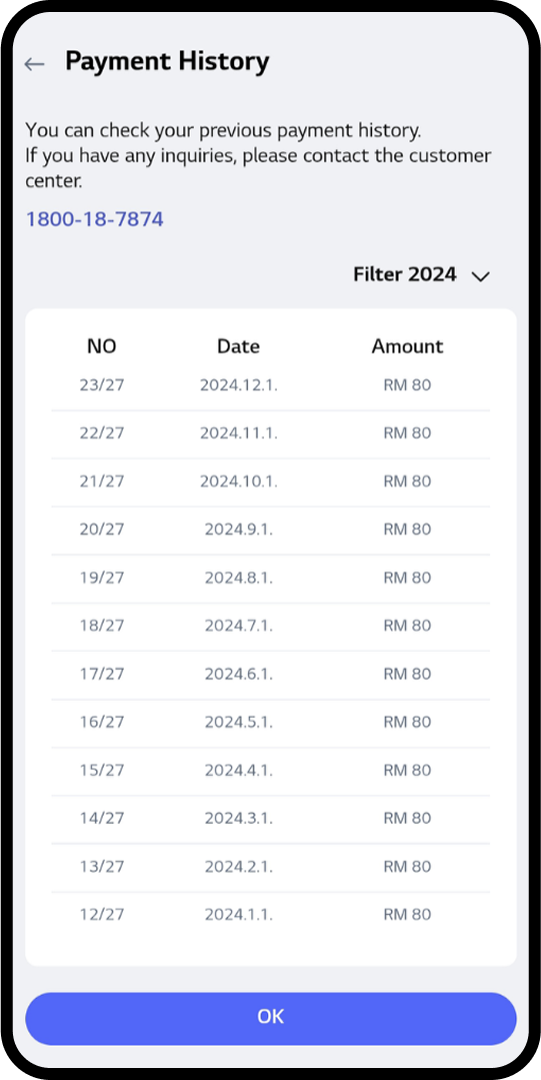 Payment History
You can check your previous payment history.
If you have any inquiries, please contact the customer
center.
1800-18-7874
Filter 2024
NO Date Amount
23/27 2024.12.1. RM 80
22/27 2024.11.1. RM 80
21/27 2024.10.1. RM 80
20/27 2024.9.1. RM 80
19/27 2024.8.1. RM 80
18/27 2024.7.1. RM 80
17/27 2024.6.1. RM 80
16/27 2024.5.1. RM 80
15/27 2024.4.1. RM 80
14/27 2024.3.1. RM 80
13/27 2024.2.1. RM 80
12/27 2024.1.1. RM 80
OK